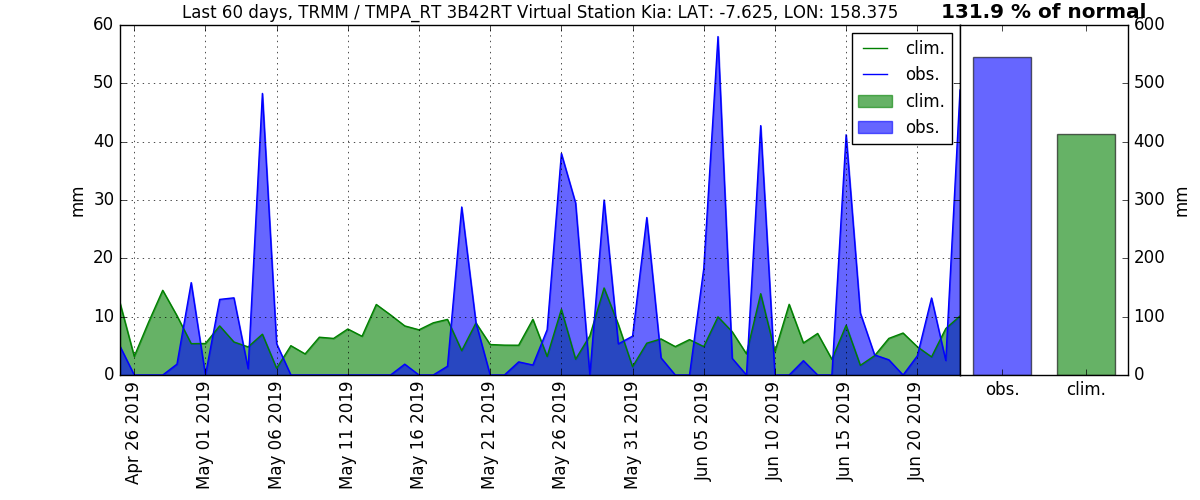 Last 60 days, TRMM / TMPA_RT 3B42RT Virtual Station Kia: LAT: -7.625, LON: 158.375
131.9 % of normal
60
50
40
30
20
10
0
mm
clim.
obs.
clim.
obs.
600
500
400
300
200
100
0
mm
Apr 26 2019
May 01 2019
May 06 2019
May 11 2019
May 16 2019
May 21 2019
May 26 2019
May 31 2019
Jun 05 2019
Jun 10 2019
Jun 15 2019
Jun 20 2019
obs.
clim.